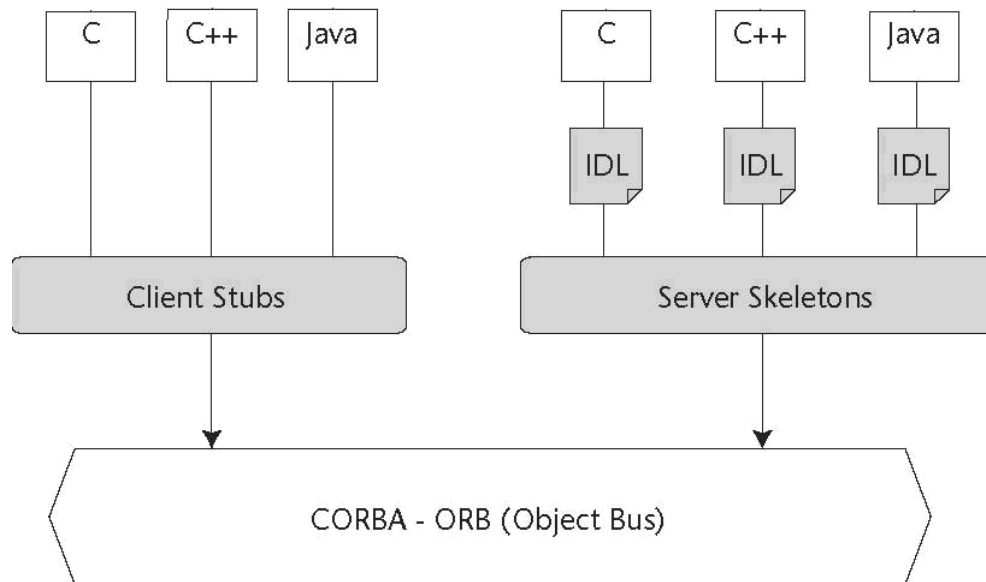 C
C++
Java
C
C++
Java
IDL
IDL
IDL
Client Stubs
Server Skeletons
CORBA - ORB (Object Bus)